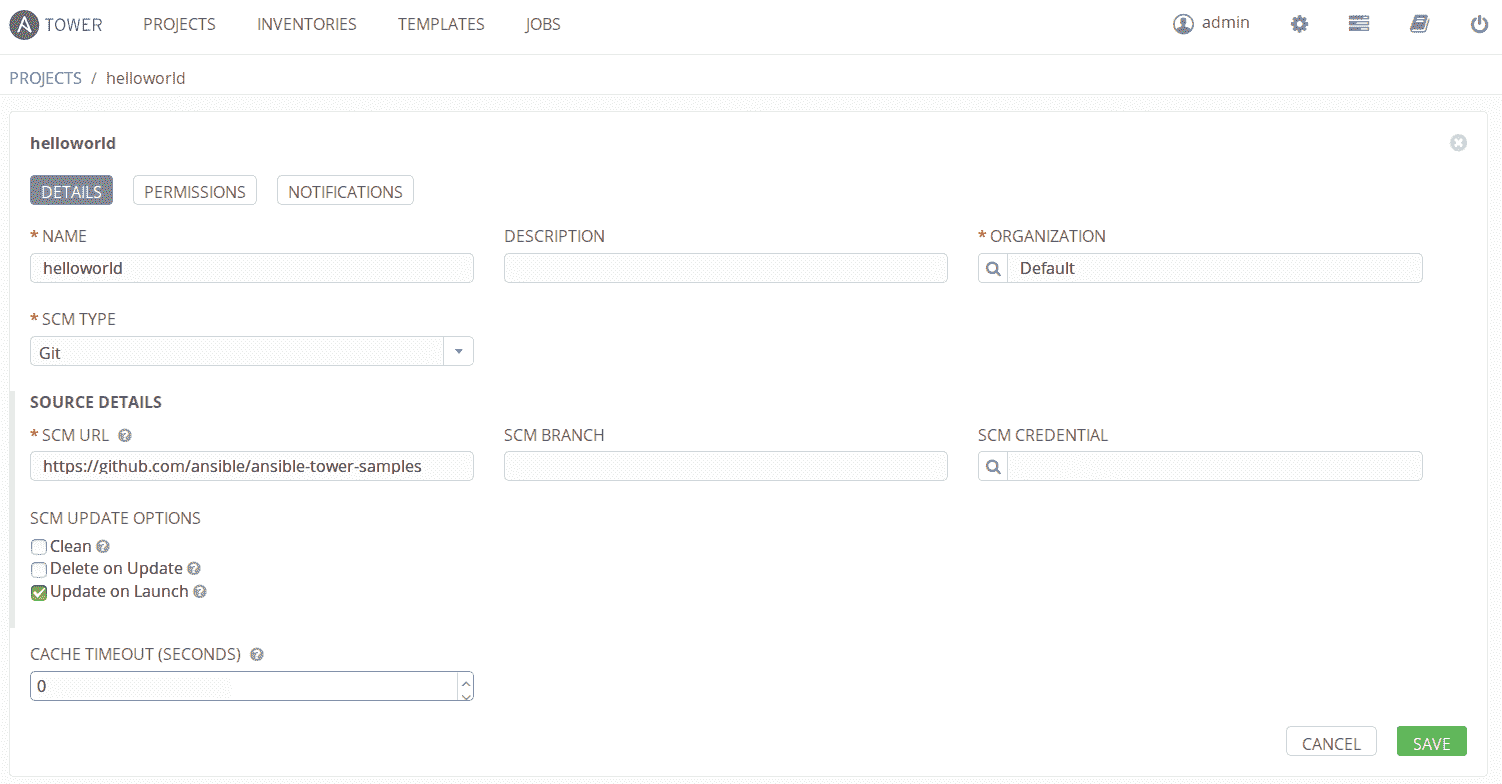 TOWER PROJECTS INVENTORIES TEMPLATES JOBS admin
PROJECTS / helloworld
helloworld
DETAILS PERMISSIONS NOTIFICATIONS
* NAME DESCRIPTION * ORGANIZATION
helloworld Default
* SCM TYPE
Git
SOURCE DETAILS
* SCM URL SCM BRANCH SCM CREDENTIAL
https://github.com/ansible/ansible-tower-samples
SCM UPDATE OPTIONS
Clean
Delete on Update
Update on Launch
CACHE TIMEOUT (SECONDS)
0
CANCEL SAVE